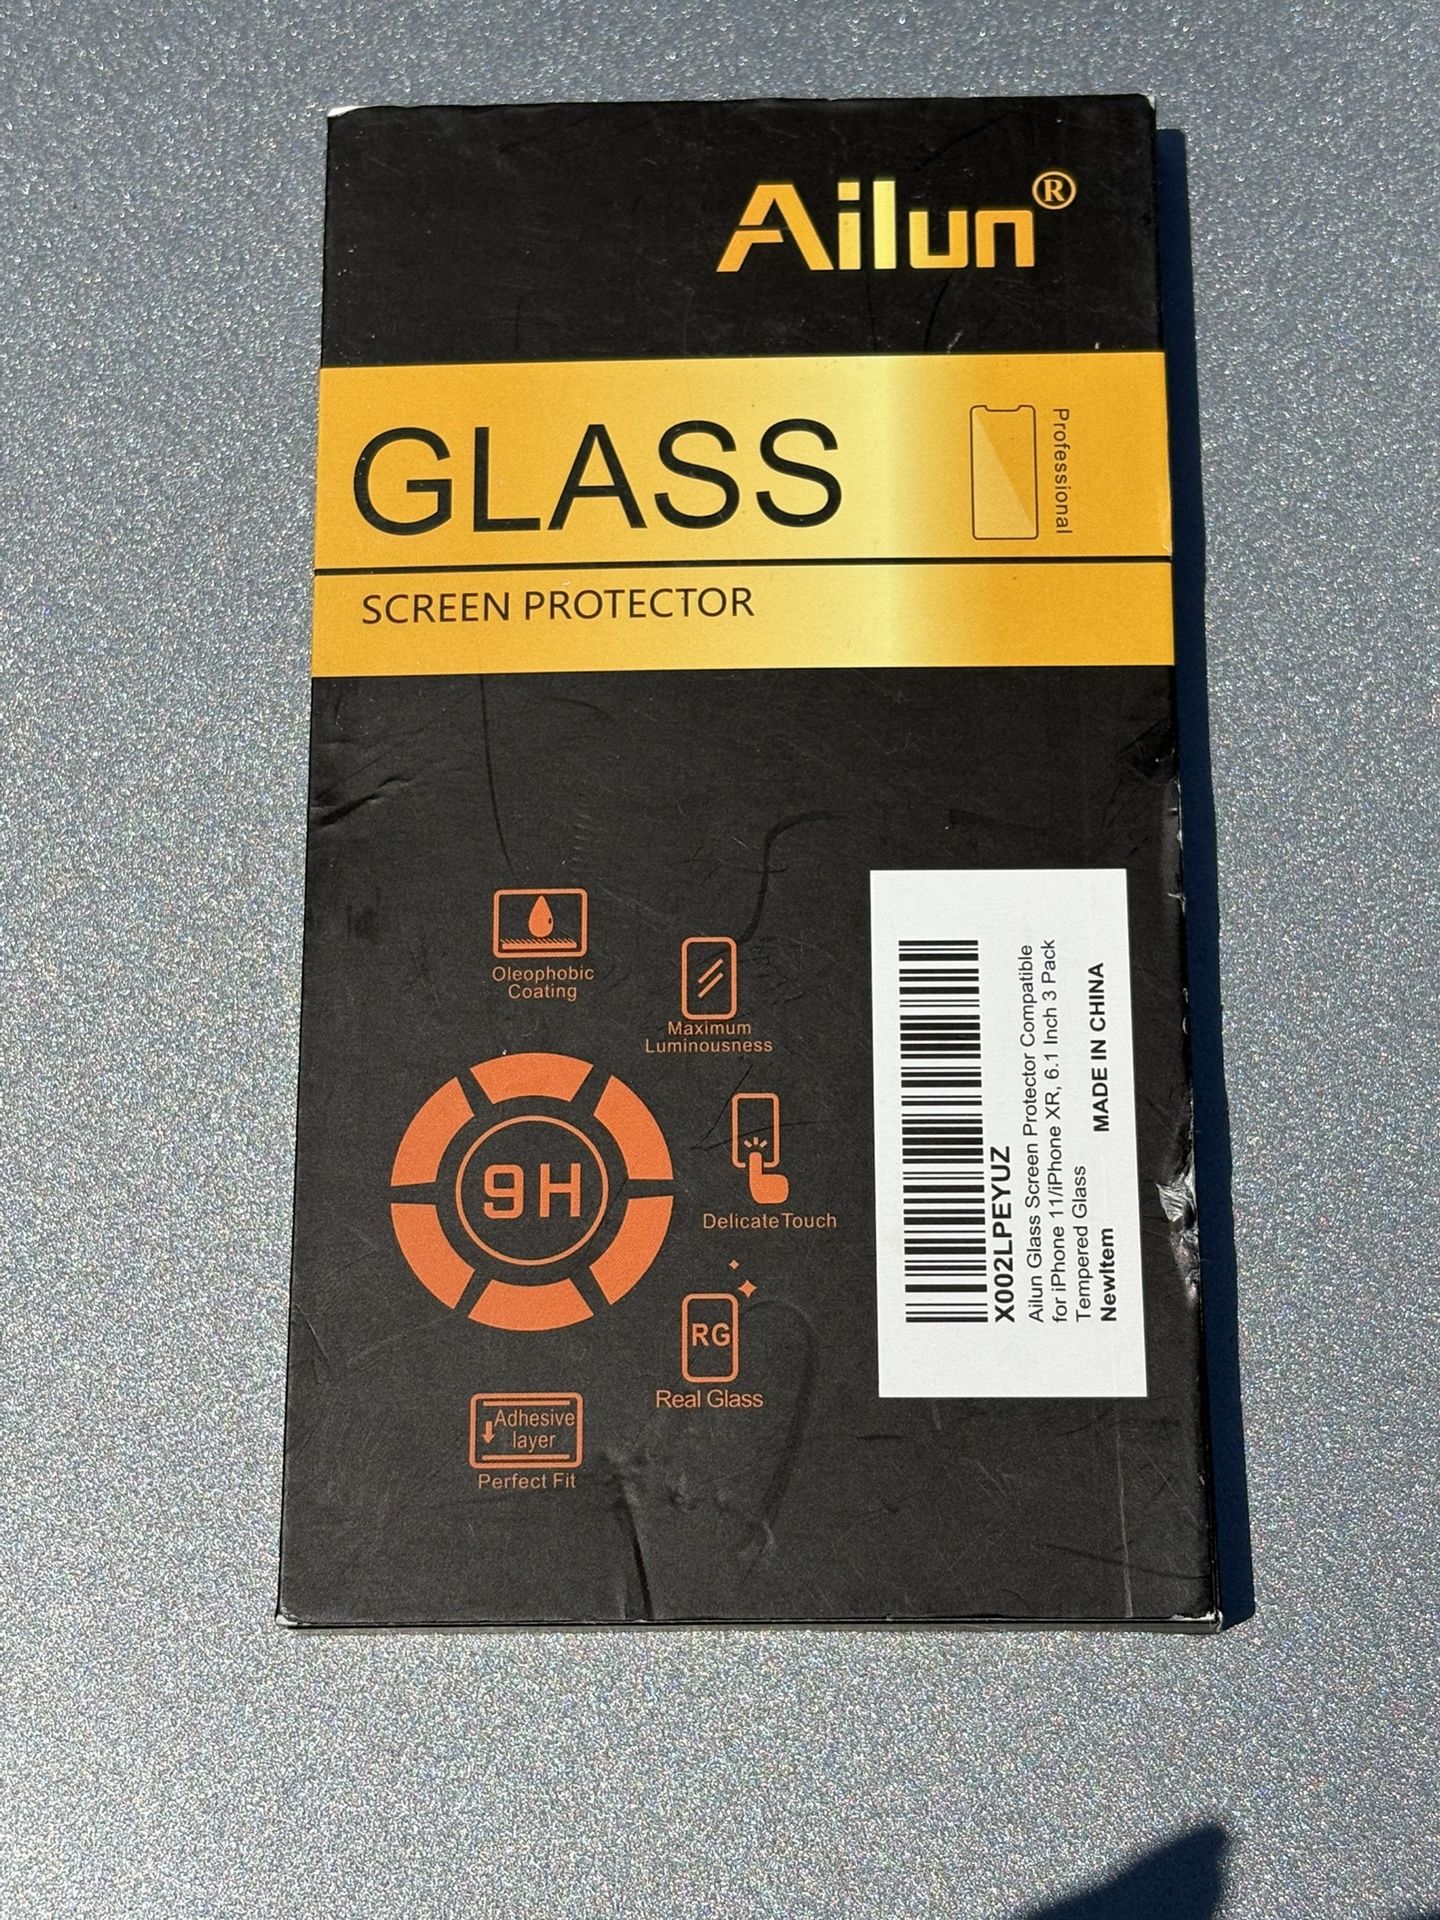 Ailun®
GLASS
Professional
SCREEN PROTECTOR
Oleophobic
Coating
Maximum
Luminousness
9H
Delicate Touch
RG
Real Glass
Adhesive
layer
Perfect Fit
X002LPEYUZ
Ailun Glass Screen Protector Compatible
for iPhone 11/iPhone XR, 6.1 Inch 3 Pack
Tempered Glass
NewItem MADE IN CHINA